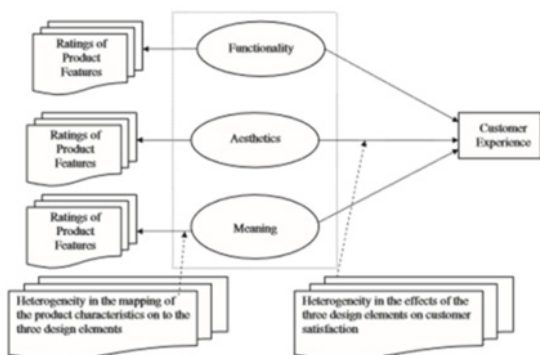 Ratings of
Product
Features
Functionality
Ratings of
Product
Features
Aesthetics
Customer
Experience
Ratings of
Product
Features
Meaning
Heterogeneity in the mapping of
the product characteristics on to the
three design elements
Heterogeneity in the effects of the
three design elements on customer
satisfaction